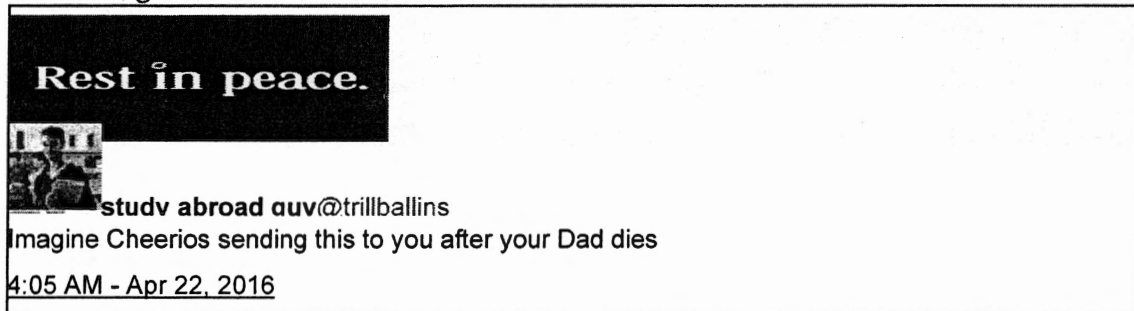 Rest in peace.
study abroad guy@trillballins
Imagine Cheerios sending this to you after your Dad dies
4:05 AM - Apr 22, 2016